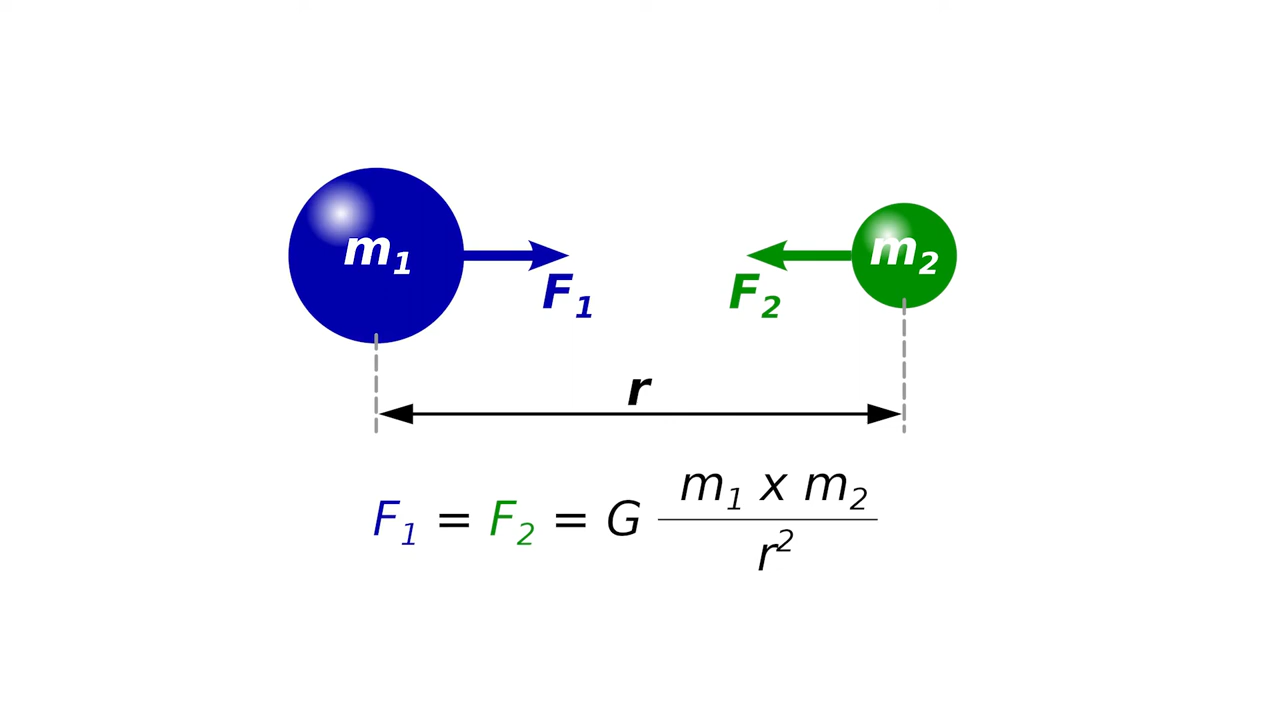 m₁ m₂
F₁ F₂
r
F₁ = F₂ = G (m₁ x m₂) / r²